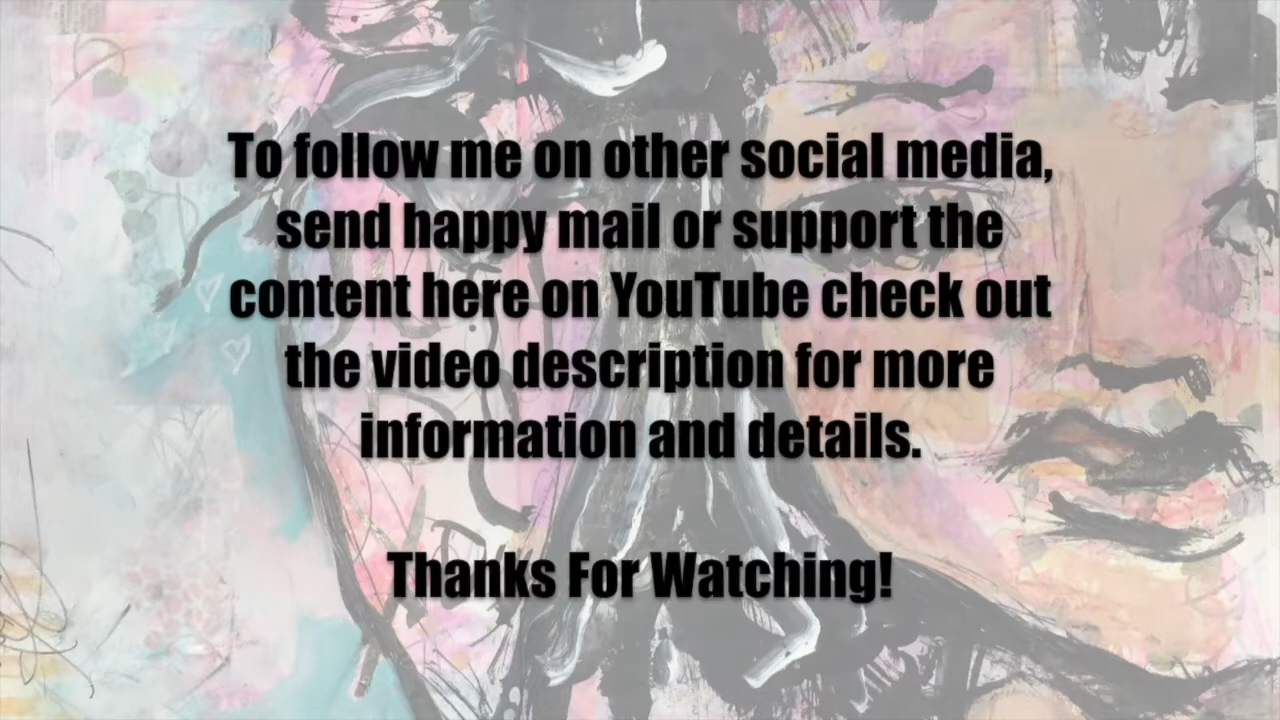 To follow me on other social media,
send happy mail or support the
content here on YouTube check out
the video description for more
information and details.
Thanks For Watching!